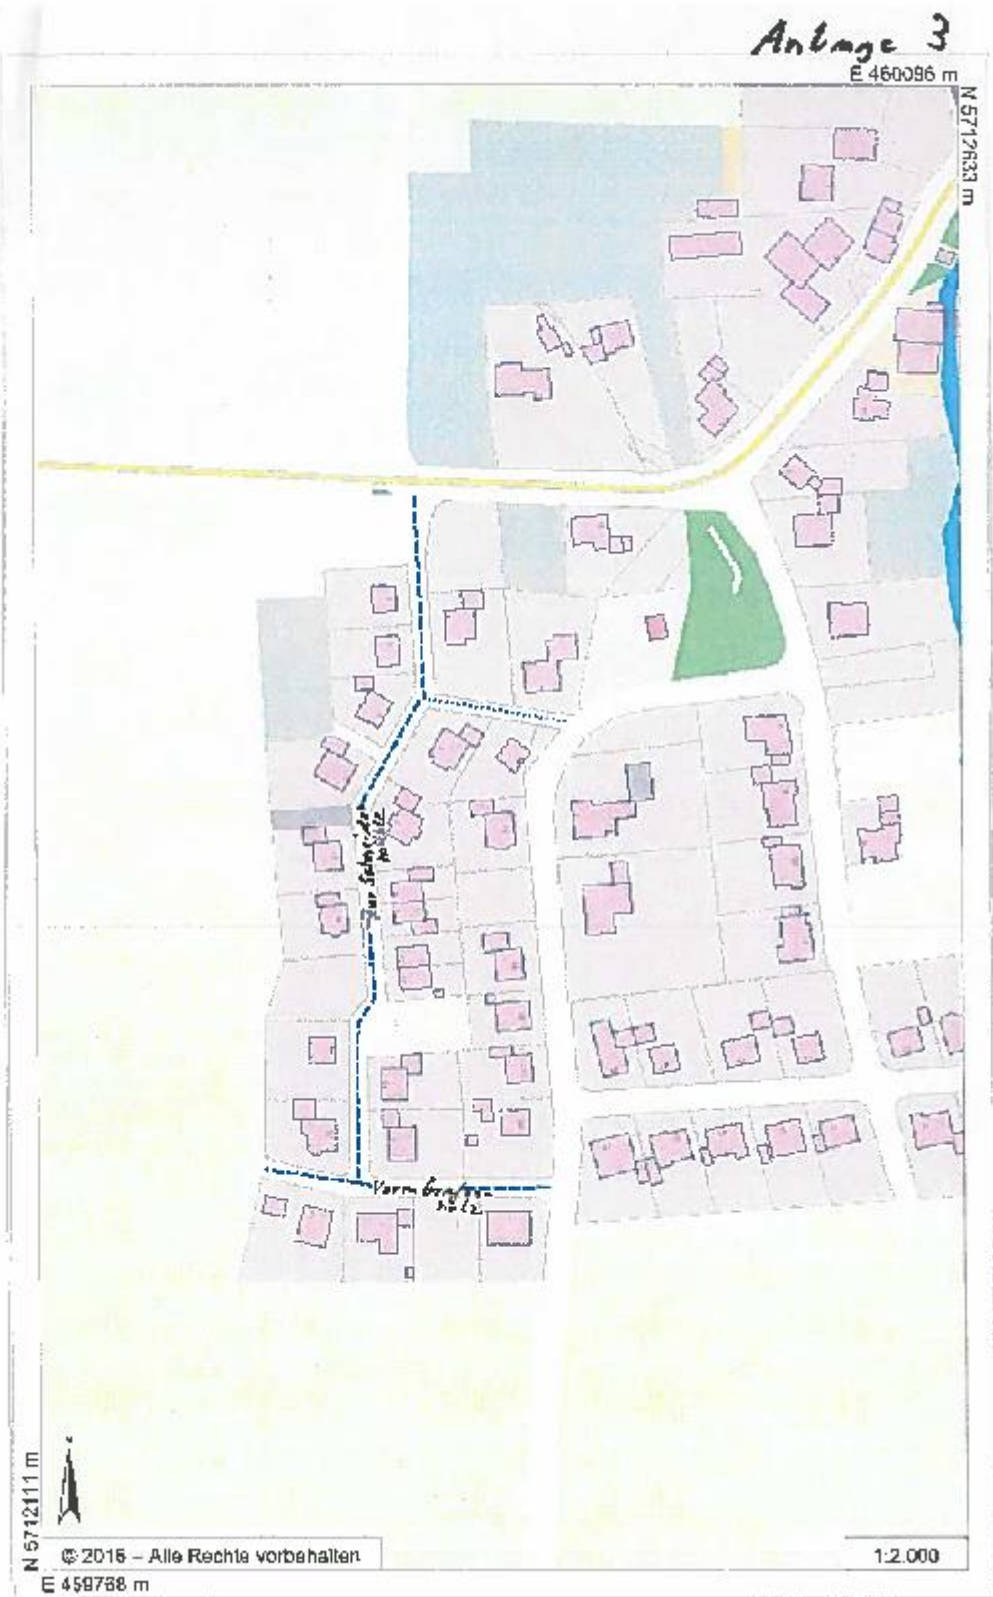 Anlage 3
E 460096 m
N 5712633 m
Zur Schneider
Vorm
holz
N 5712111 m
© 2016 – Alle Rechte vorbehalten
1:2.000
E 459768 m